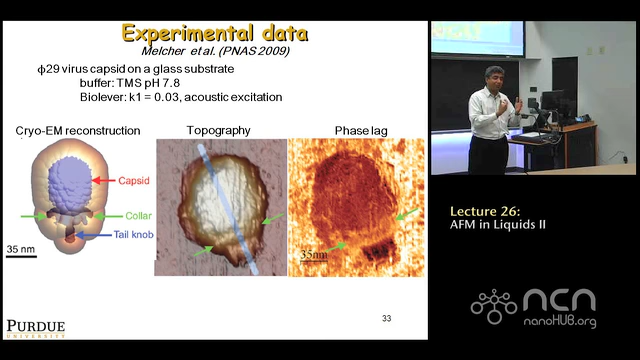 Experimental data
Melcher et al. (PNAS 2009)
ϕ29 virus capsid on a glass substrate
buffer: TMS pH 7.8
Biolever: k1 = 0.03, acoustic excitation
Cryo-EM reconstruction
Topography
Phase lag
Capsid
Collar
Tail knob
35 nm
35nm
PURDUE
UNIVERSITY
33
Lecture 26:
AFM in Liquids II
ncn
nanoHUB.org